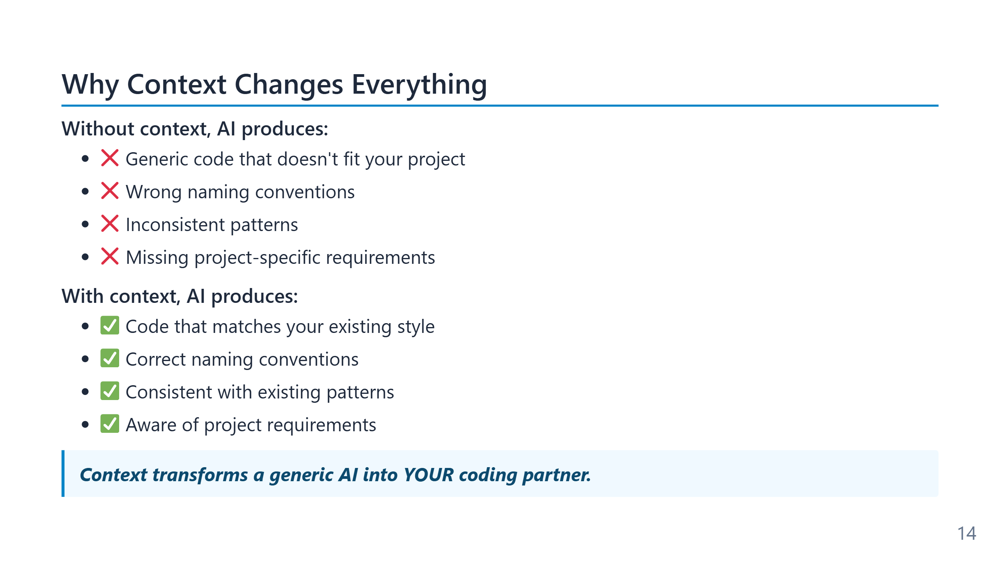 Why Context Changes Everything
Without context, AI produces:
• ❌ Generic code that doesn't fit your project
• ❌ Wrong naming conventions
• ❌ Inconsistent patterns
• ❌ Missing project-specific requirements
With context, AI produces:
• ✅ Code that matches your existing style
• ✅ Correct naming conventions
• ✅ Consistent with existing patterns
• ✅ Aware of project requirements
Context transforms a generic AI into YOUR coding partner.
14